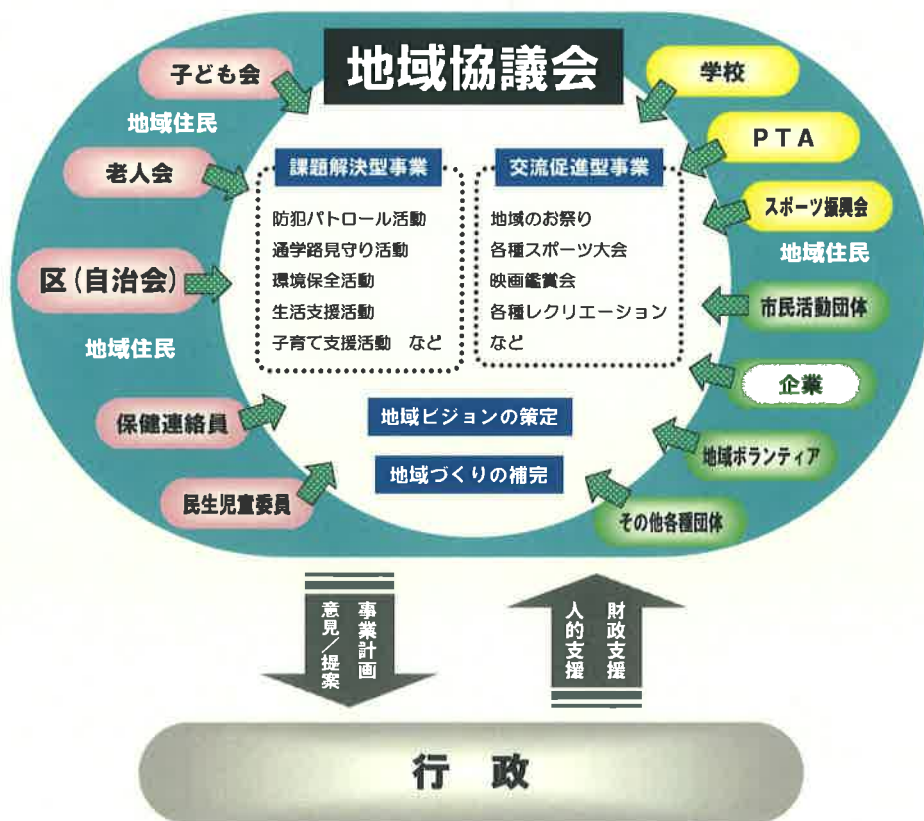 地域協議会
子ども会
地域住民
老人会
区(自治会)
地域住民
保健連絡員
民生児童委員
課題解決型事業
防犯パトロール活動
通学路見守り活動
環境保全活動
生活支援活動
子育て支援活動 など
交流促進型事業
地域のお祭り
各種スポーツ大会
映画鑑賞会
各種レクリエーション
など
地域ビジョンの策定
地域づくりの補完
学校
PTA
スポーツ振興会
地域住民
市民活動団体
企業
地域ボランティア
その他各種団体
事業計画
意見/提案
財政支援
人的支援
行 政